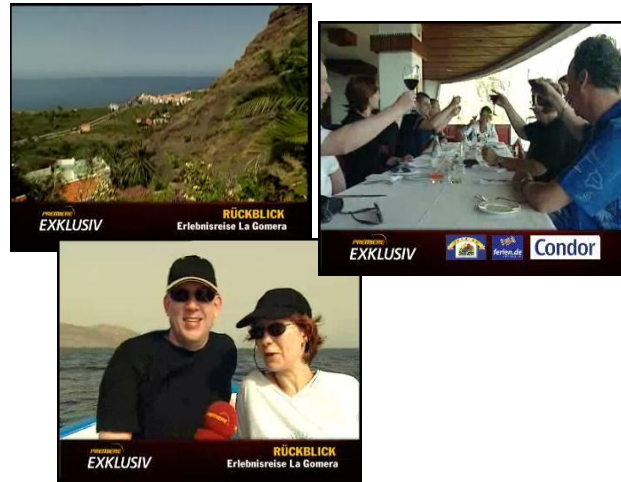 PREMIERE
EXKLUSIV
RÜCKBLICK
Erlebnisreise La Gomera
PREMIERE
EXKLUSIV
ferien.de
Condor
PREMIERE
EXKLUSIV
RÜCKBLICK
Erlebnisreise La Gomera